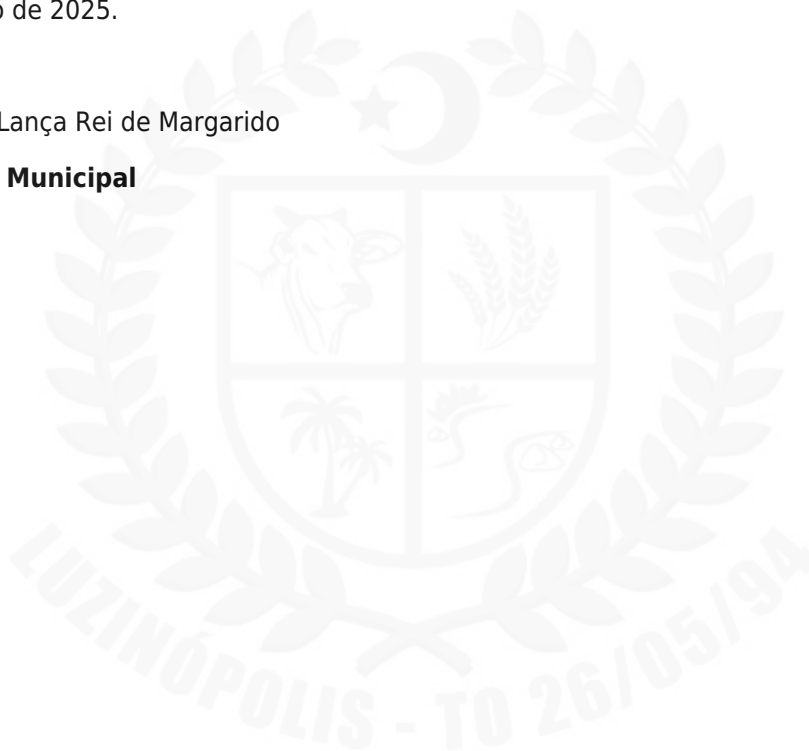 o de 2025.
Lança Rei de Margarido
Municipal
LUZINÓPOLIS - TO 26/05/94